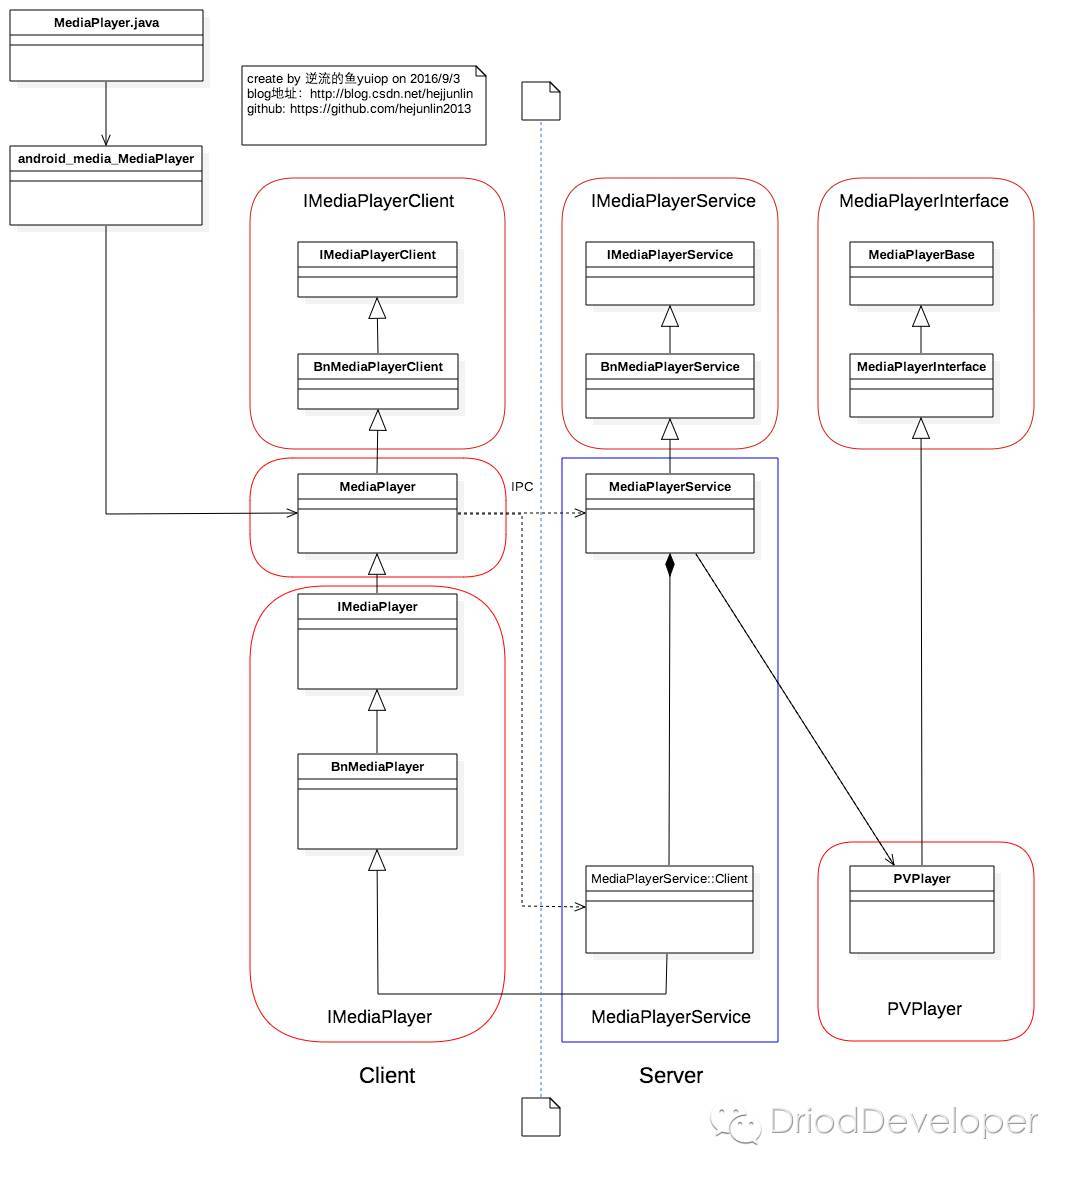 MediaPlayer.java
create by 逆流的鱼yuiop on 2016/9/3
blog地址：http://blog.csdn.net/hejjunlin
github: https://github.com/hejunlin2013
android_media_MediaPlayer
IMediaPlayerClient
IMediaPlayerService
MediaPlayerInterface
IMediaPlayerClient
IMediaPlayerService
MediaPlayerBase
BnMediaPlayerClient
BnMediaPlayerService
MediaPlayerInterface
MediaPlayer
IPC
MediaPlayerService
IMediaPlayer
BnMediaPlayer
MediaPlayerService::Client
PVPlayer
IMediaPlayer
MediaPlayerService
PVPlayer
Client
Server
DriodDeveloper